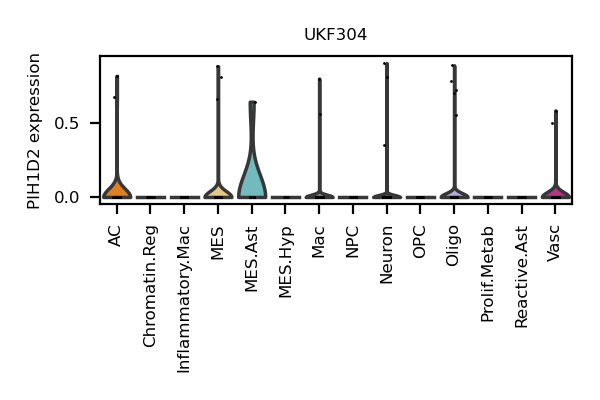 UKF304
PIH1D2 expression
0.5
0.0
AC
Chromatin.Reg
Inflammatory.Mac
MES
MES.Ast
MES.Hyp
Mac
NPC
Neuron
OPC
Oligo
Prolif.Metab
Reactive.Ast
Vasc